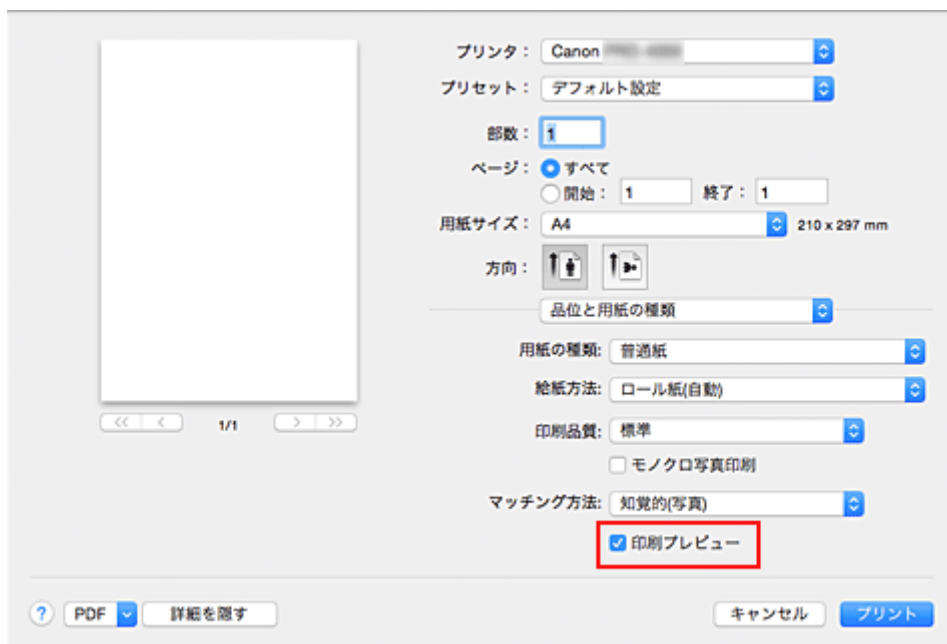 プリンタ： Canon
プリセット： デフォルト設定
部数： 1
ページ： すべて
開始： 1 終了： 1
用紙サイズ： A4 210 x 297 mm
方向：
品位と用紙の種類
用紙の種類: 普通紙
給紙方法: ロール紙(自動)
印刷品質: 標準
モノクロ写真印刷
マッチング方法: 知覚的(写真)
印刷プレビュー
<< < 1/1 > >>
? PDF 詳細を隠す キャンセル プリント